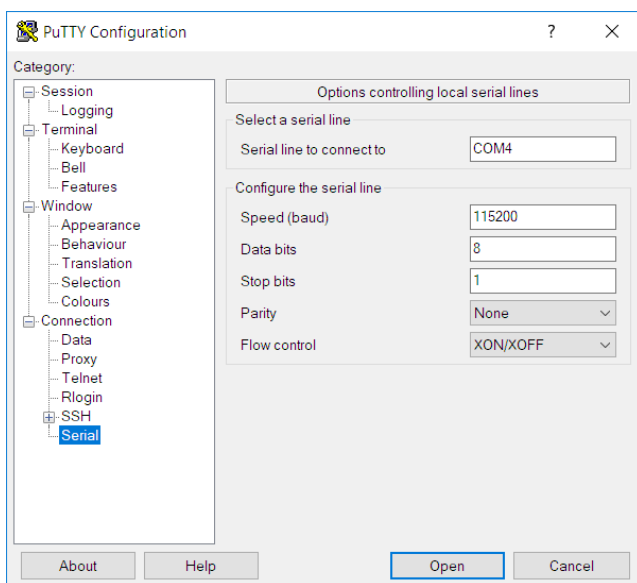 PuTTY Configuration
?
Category:
Session
Logging
Terminal
Keyboard
Bell
Features
Window
Appearance
Behaviour
Translation
Selection
Colours
Connection
Data
Proxy
Telnet
Rlogin
SSH
Serial
Options controlling local serial lines
Select a serial line
Serial line to connect to COM4
Configure the serial line
Speed (baud) 115200
Data bits 8
Stop bits 1
Parity None
Flow control XON/XOFF
About Help Open Cancel